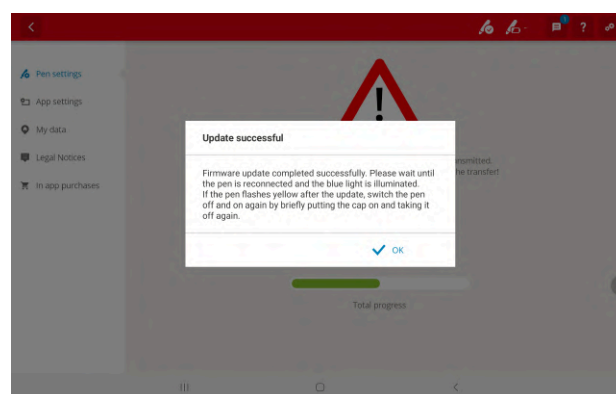 ?
Pen settings
App settings
My data
Legal Notices
In app purchases
Update successful
nsmitted.
he transfer!
Firmware update completed successfully. Please wait until
the pen is reconnected and the blue light is illuminated.
If the pen flashes yellow after the update, switch the pen
off and on again by briefly putting the cap on and taking it
off again.
OK
Total progress